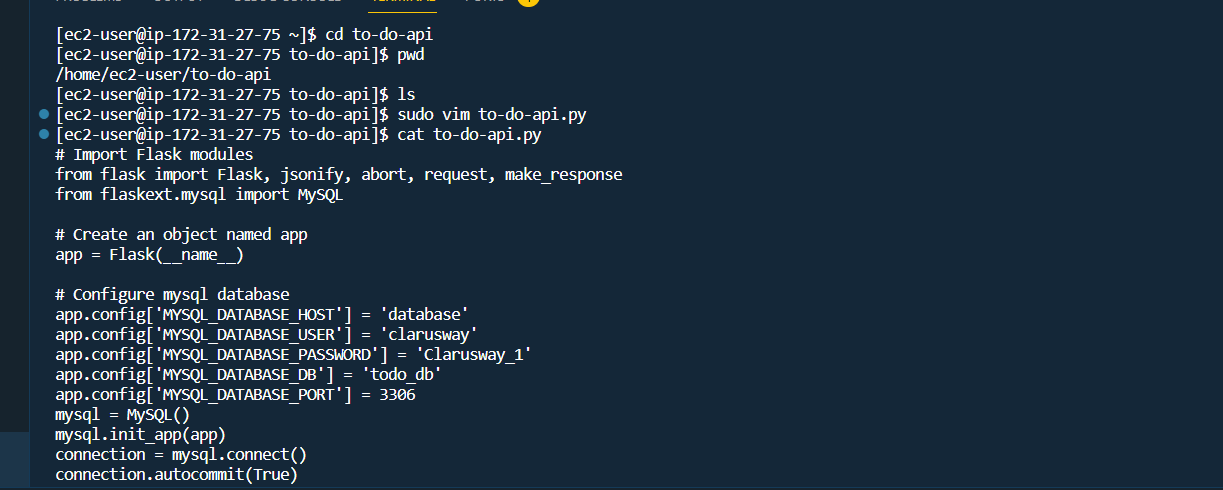 PROBLEMS OUTPUT DEBUG CONSOLE TERMINAL PORTS
[ec2-user@ip-172-31-27-75 ~]$ cd to-do-api
[ec2-user@ip-172-31-27-75 to-do-api]$ pwd
/home/ec2-user/to-do-api
[ec2-user@ip-172-31-27-75 to-do-api]$ ls
[ec2-user@ip-172-31-27-75 to-do-api]$ sudo vim to-do-api.py
[ec2-user@ip-172-31-27-75 to-do-api]$ cat to-do-api.py
# Import Flask modules
from flask import Flask, jsonify, abort, request, make_response
from flaskext.mysql import MySQL

# Create an object named app
app = Flask(__name__)

# Configure mysql database
app.config['MYSQL_DATABASE_HOST'] = 'database'
app.config['MYSQL_DATABASE_USER'] = 'clarusway'
app.config['MYSQL_DATABASE_PASSWORD'] = 'Clarusway_1'
app.config['MYSQL_DATABASE_DB'] = 'todo_db'
app.config['MYSQL_DATABASE_PORT'] = 3306
mysql = MySQL()
mysql.init_app(app)
connection = mysql.connect()
connection.autocommit(True)